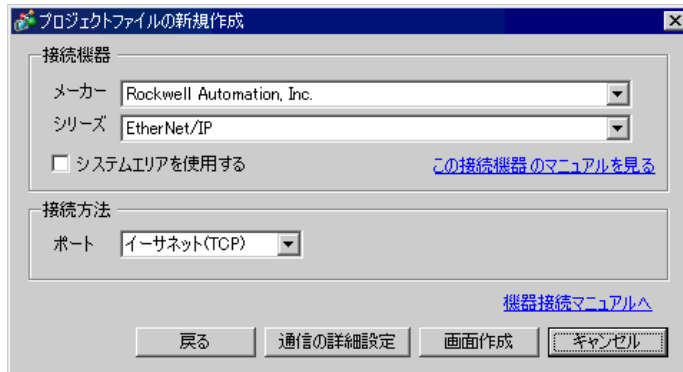 プロジェクトファイルの新規作成
接続機器
メーカー Rockwell Automation, Inc.
シリーズ EtherNet/IP
システムエリアを使用する この接続機器のマニュアルを見る
接続方法
ポート イーサネット(TCP)
機器接続マニュアルへ
戻る 通信の詳細設定 画面作成 キャンセル